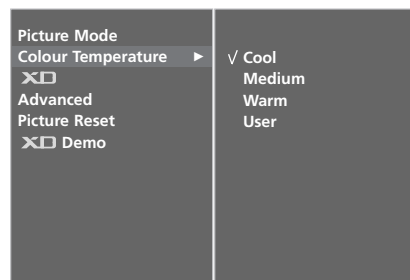 Picture Mode
Colour Temperature ►
XD
Advanced
Picture Reset
XD Demo
√ Cool
Medium
Warm
User